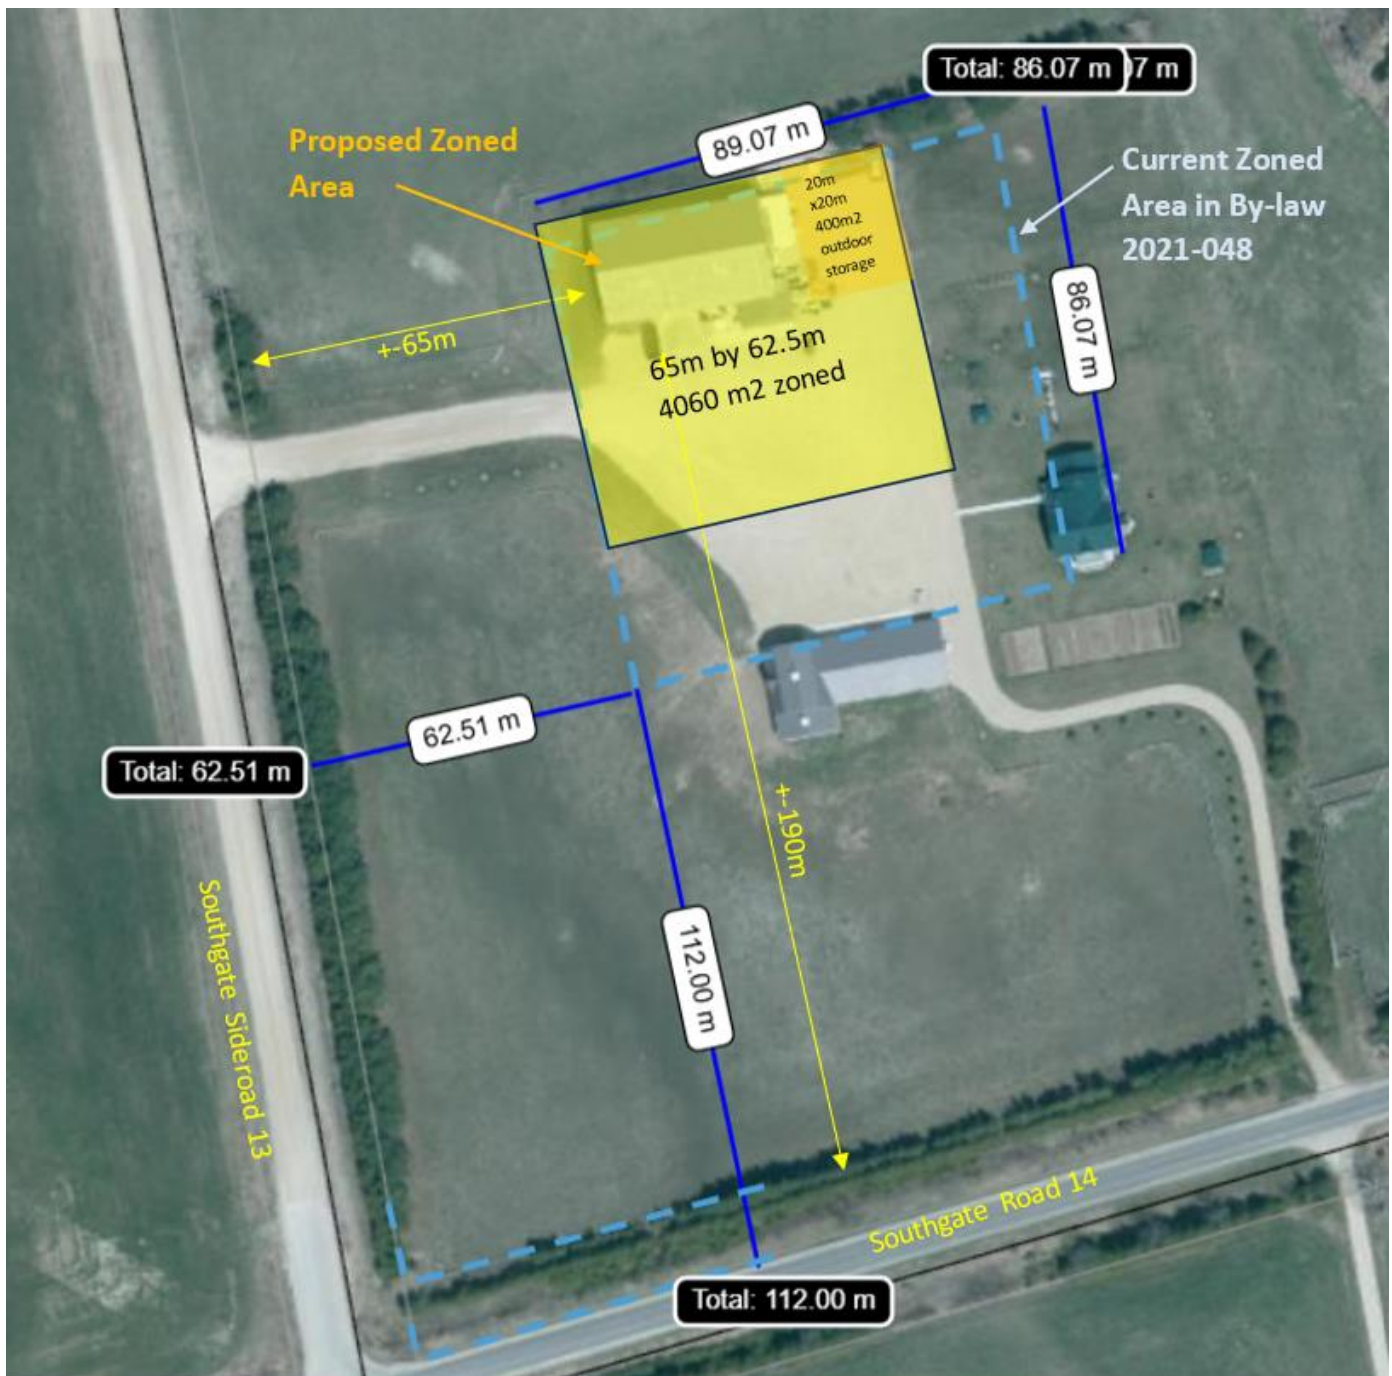 Total: 86.07 m
07 m
89.07 m
Proposed Zoned
Area
Current Zoned
Area in By-law
2021-048
20m
x20m
400m2
outdoor
storage
86.07 m
+-65m
65m by 62.5m
4060 m2 zoned
62.51 m
Total: 62.51 m
+-190m
112.00 m
Southgate Sideroad 13
Southgate Road 14
Total: 112.00 m